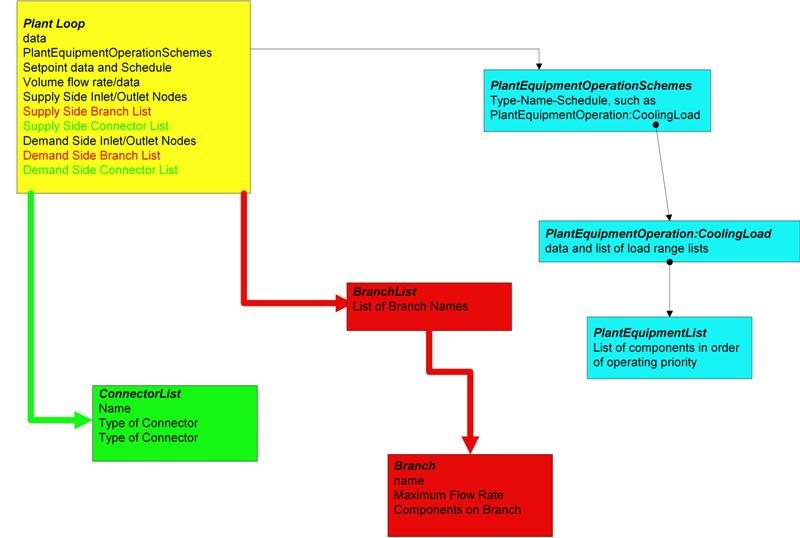 Plant Loop
data
PlantEquipmentOperationSchemes
Setpoint data and Schedule
Volume flow rate/data
Supply Side Inlet/Outlet Nodes
Supply Side Branch List
Supply Side Connector List
Demand Side Inlet/Outlet Nodes
Demand Side Branch List
Demand Side Connector List
PlantEquipmentOperationSchemes
Type-Name-Schedule, such as
PlantEquipmentOperation:CoolingLoad
PlantEquipmentOperation:CoolingLoad
data and list of load range lists
BranchList
List of Branch Names
PlantEquipmentList
List of components in order
of operating priority
ConnectorList
Name
Type of Connector
Type of Connector
Branch
name
Maximum Flow Rate
Components on Branch